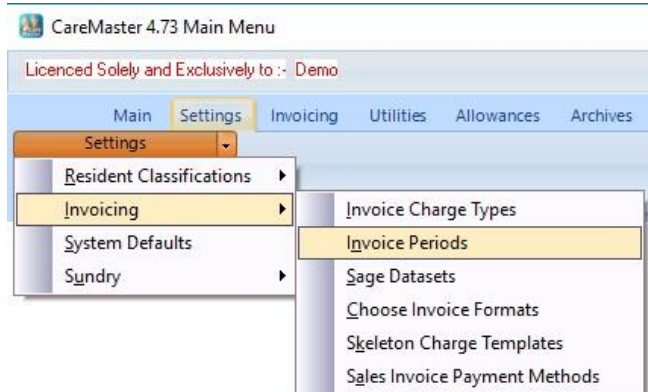 CareMaster 4.73 Main Menu
Licenced Solely and Exclusively to :- Demo
Main Settings Invoicing Utilities Allowances Archives
Settings
Resident Classifications
Invoicing
System Defaults
Sundry
Invoice Charge Types
Invoice Periods
Sage Datasets
Choose Invoice Formats
Skeleton Charge Templates
Sales Invoice Payment Methods